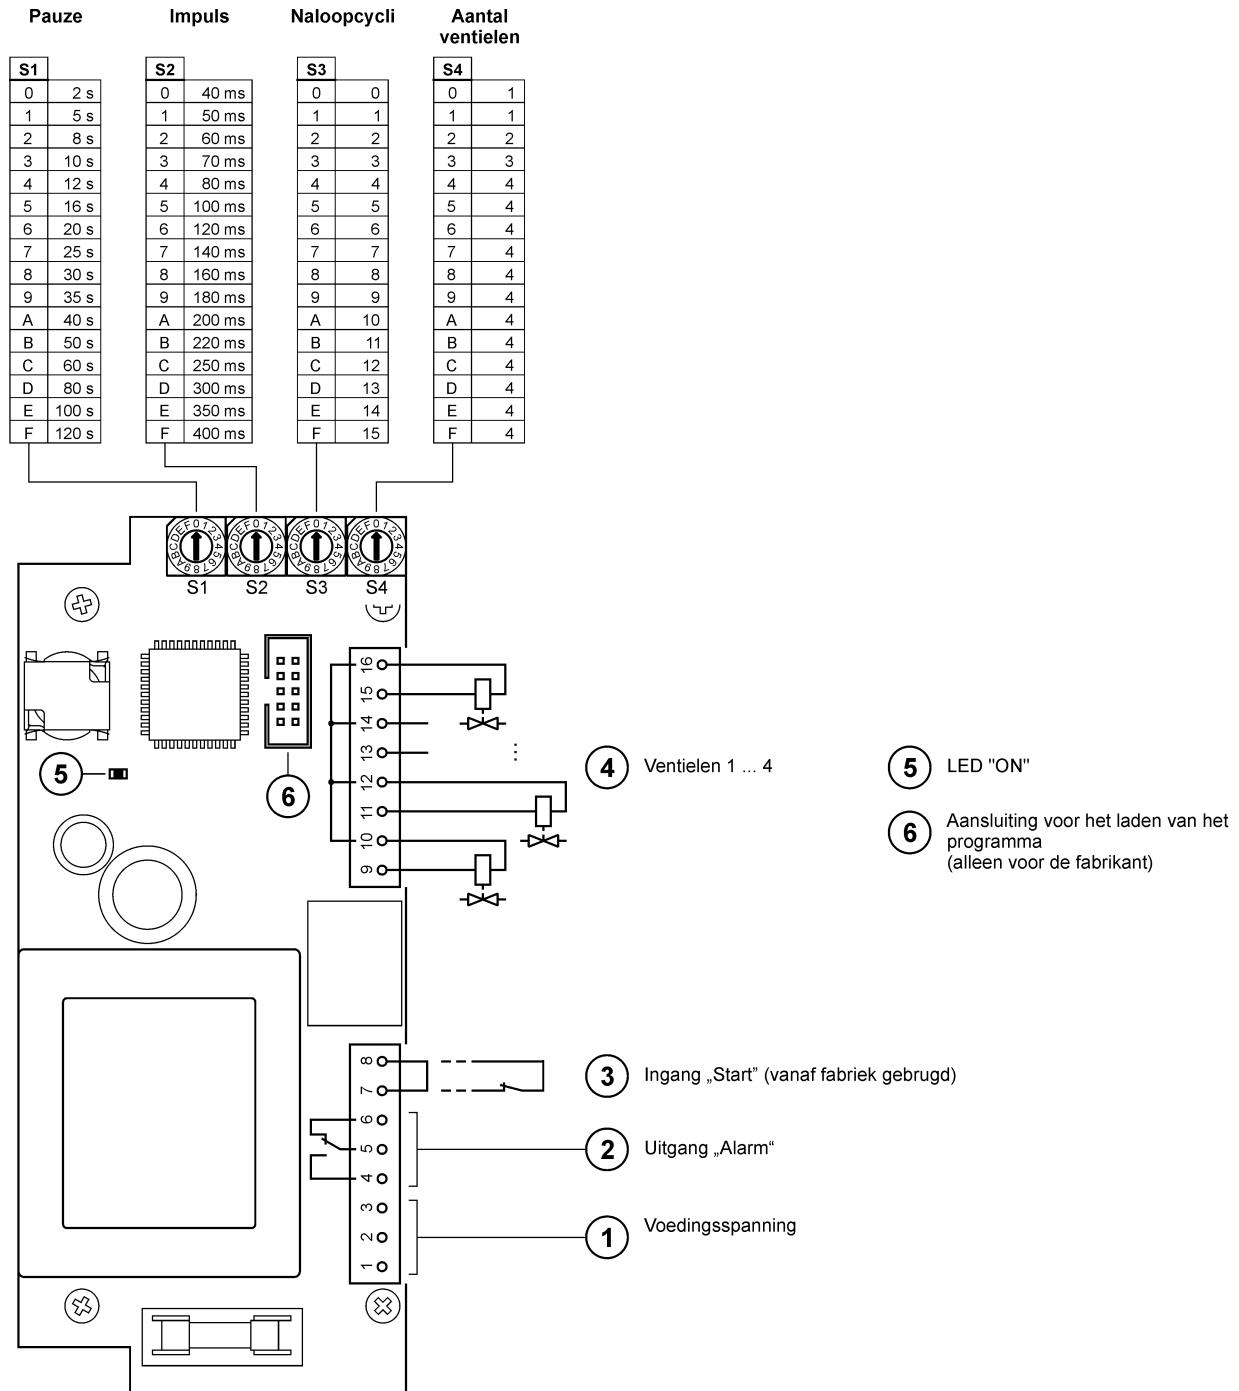 Pauze Impuls Naloopcycli Aantal ventielen
S1 S2 S3 S4
0 2 s 0 40 ms 0 0 0 1
1 5 s 1 50 ms 1 1 1 1
2 8 s 2 60 ms 2 2 2 2
3 10 s 3 70 ms 3 3 3 3
4 12 s 4 80 ms 4 4 4 4
5 16 s 5 100 ms 5 5 5 4
6 20 s 6 120 ms 6 6 6 4
7 25 s 7 140 ms 7 7 7 4
8 30 s 8 160 ms 8 8 8 4
9 35 s 9 180 ms 9 9 9 4
A 40 s A 200 ms A 10 A 4
B 50 s B 220 ms B 11 B 4
C 60 s C 250 ms C 12 C 4
D 80 s D 300 ms D 13 D 4
E 100 s E 350 ms E 14 E 4
F 120 s F 400 ms F 15 F 4
0123456789ABCDEF 0123456789ABCDEF 0123456789ABCDEF 0123456789ABCDEF
S1 S2 S3 S4
16
15
14
13
12
11
10
9
5
6
4 Ventielen 1 ... 4
5 LED "ON"
6 Aansluiting voor het laden van het
programma
(alleen voor de fabrikant)
8
7
6
5
4
3
2
1
3 Ingang „Start" (vanaf fabriek gebrugd)
2 Uitgang „Alarm“
1 Voedingsspanning